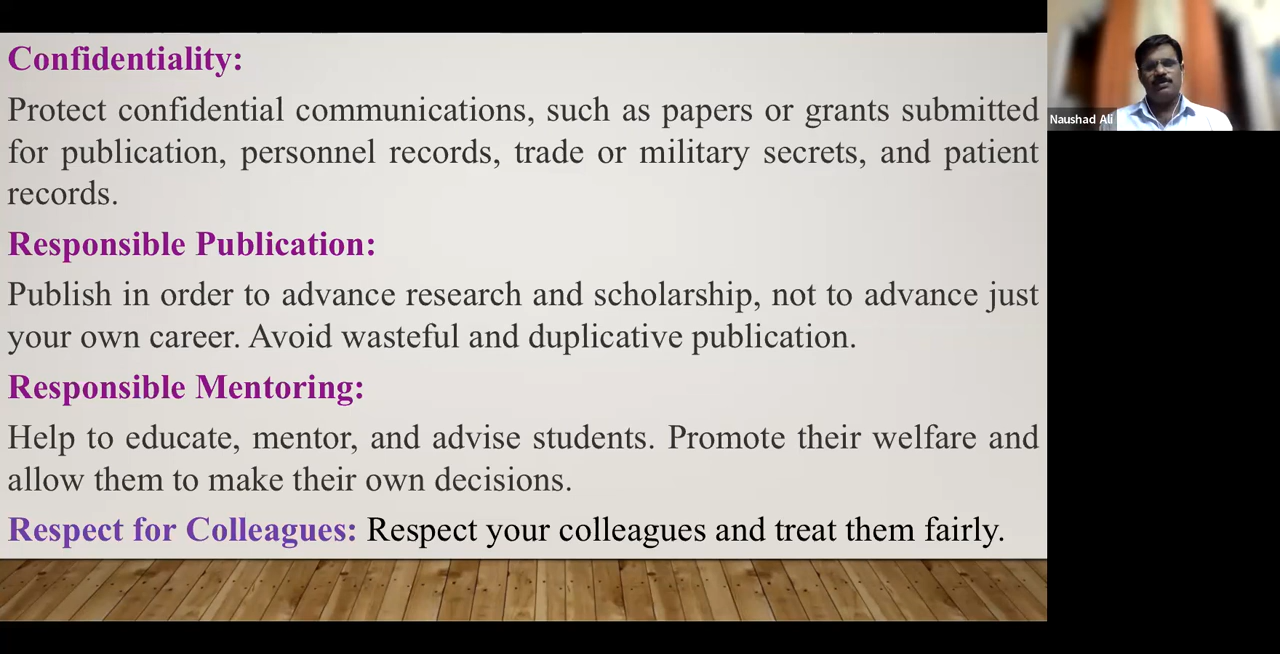 Confidentiality:
Protect confidential communications, such as papers or grants submitted
for publication, personnel records, trade or military secrets, and patient
records.
Responsible Publication:
Publish in order to advance research and scholarship, not to advance just
your own career. Avoid wasteful and duplicative publication.
Responsible Mentoring:
Help to educate, mentor, and advise students. Promote their welfare and
allow them to make their own decisions.
Respect for Colleagues: Respect your colleagues and treat them fairly.
Naushad Ali